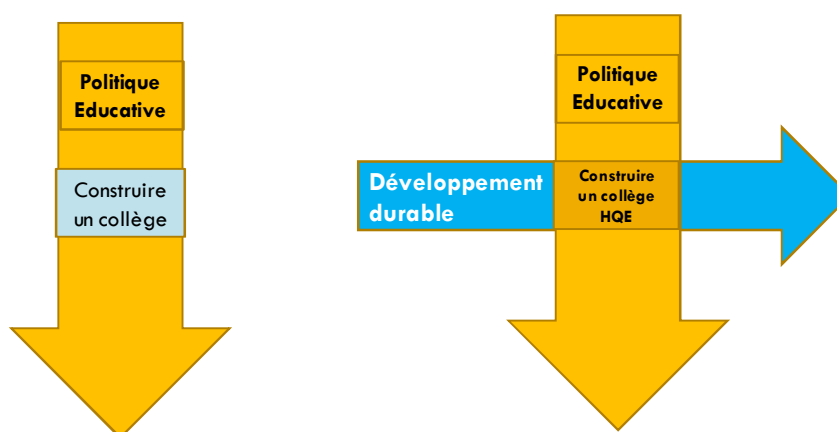 Politique
Educative
Construire
un collège
Politique
Educative
Développement
durable
Construire
un collège
HQE